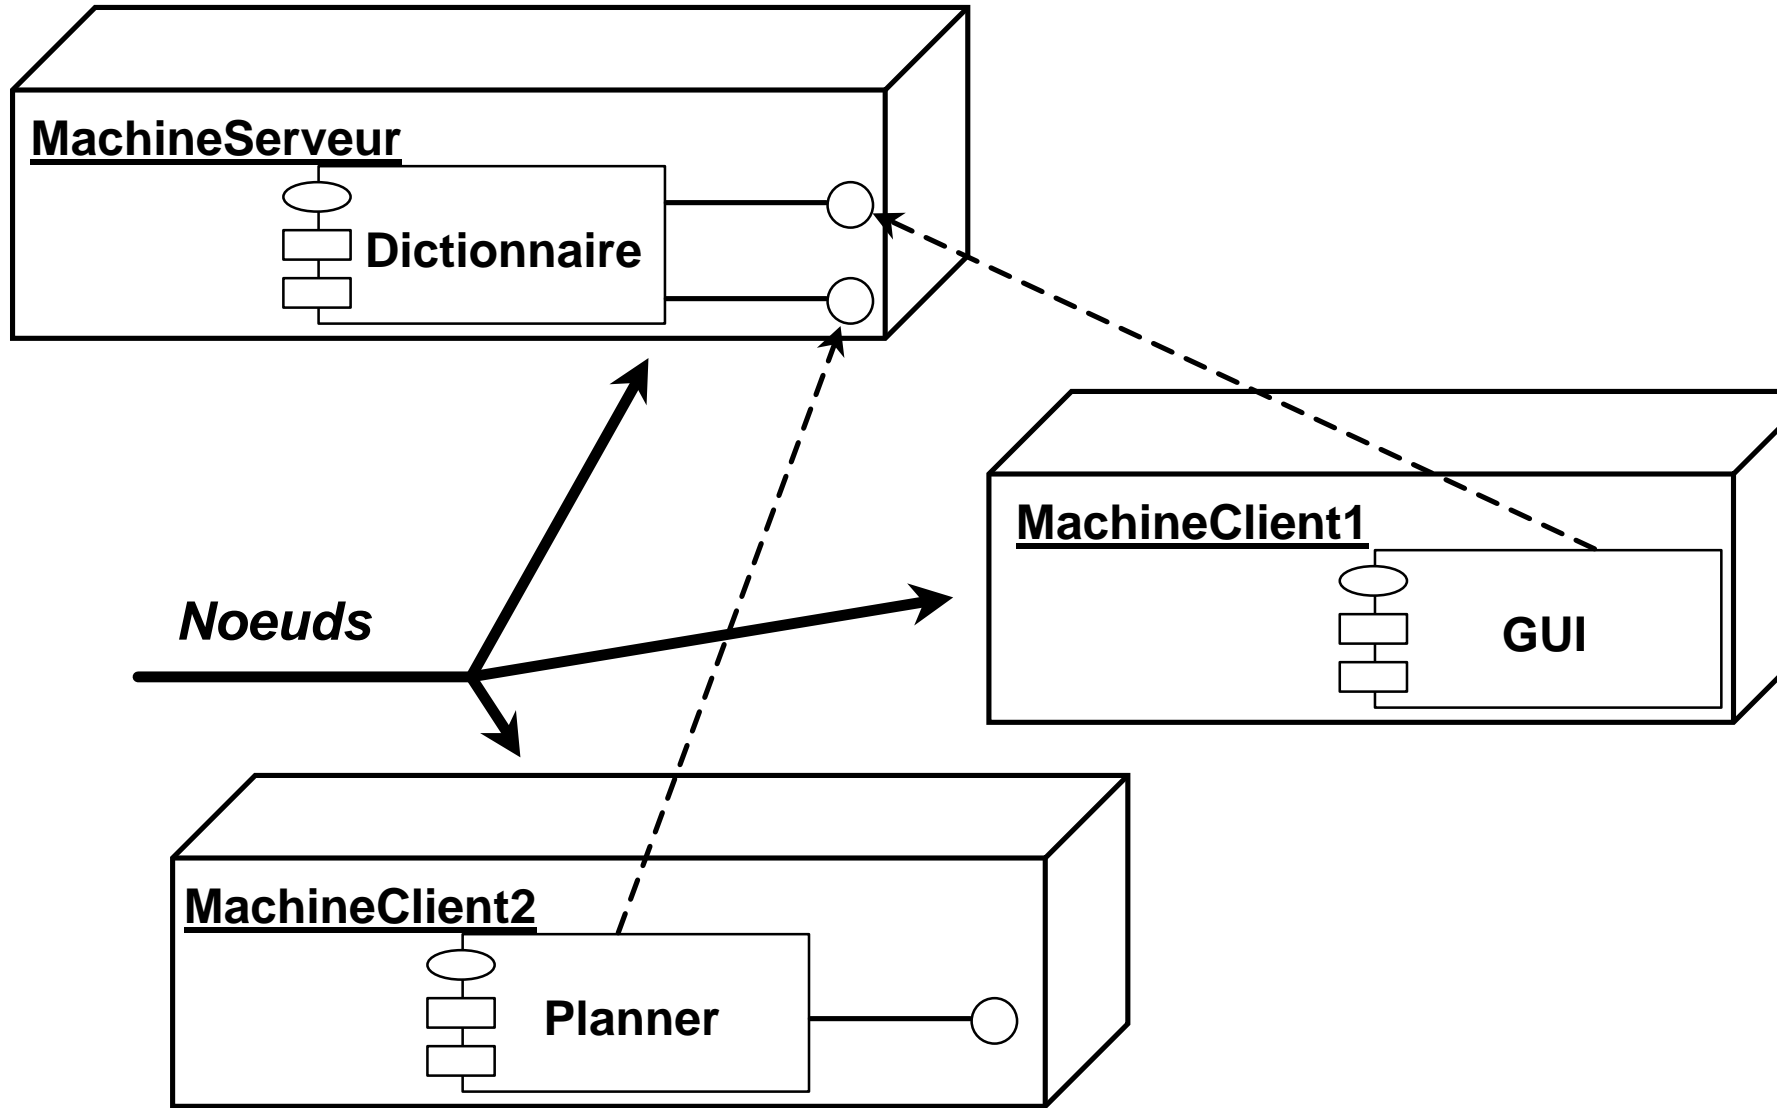 MachineServeur
Dictionnaire
MachineClient1
GUI
Noeuds
MachineClient2
Planner